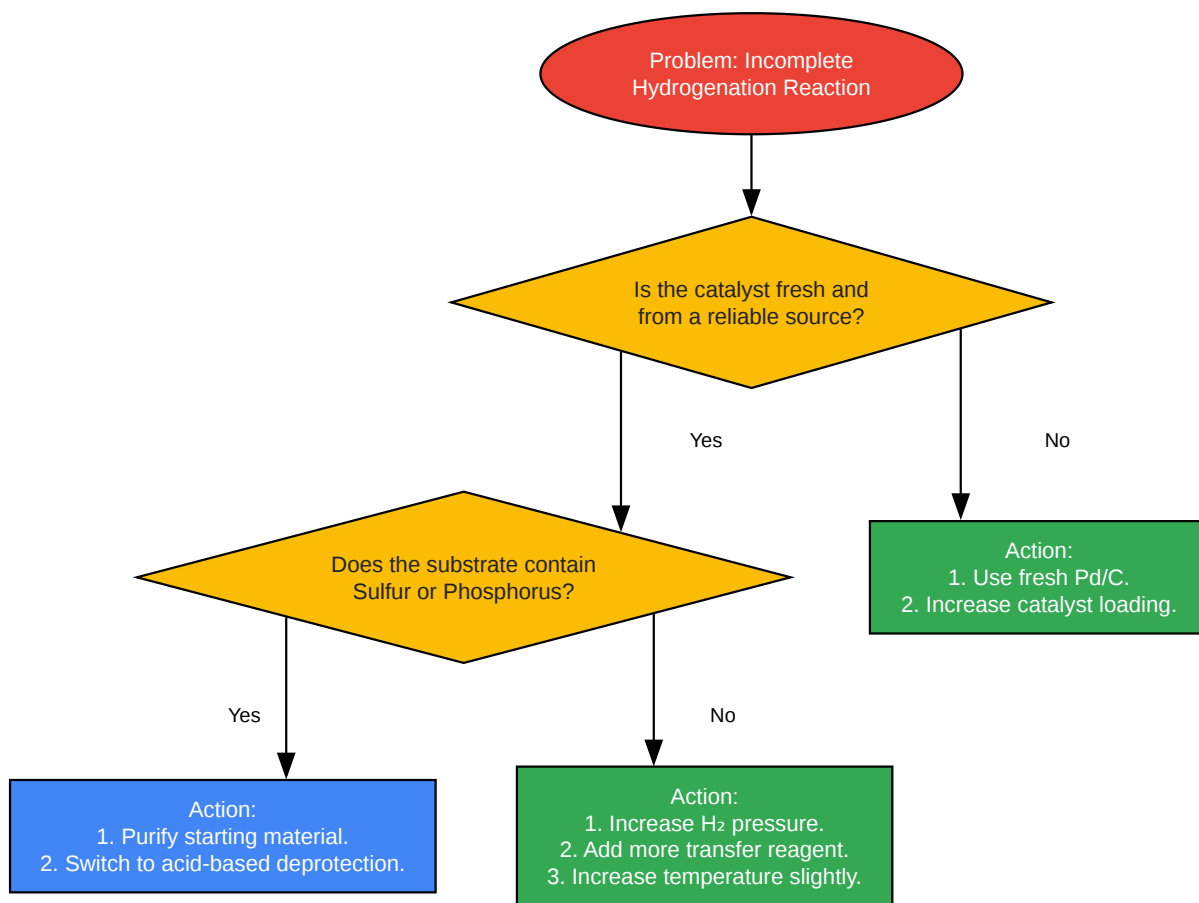 Problem: Incomplete
Hydrogenation Reaction
Is the catalyst fresh and
from a reliable source?
Yes
No
Does the substrate contain
Sulfur or Phosphorus?
Action:
1. Use fresh Pd/C.
2. Increase catalyst loading.
Yes
No
Action:
1. Purify starting material.
2. Switch to acid-based deprotection.
Action:
1. Increase H₂ pressure.
2. Add more transfer reagent.
3. Increase temperature slightly.